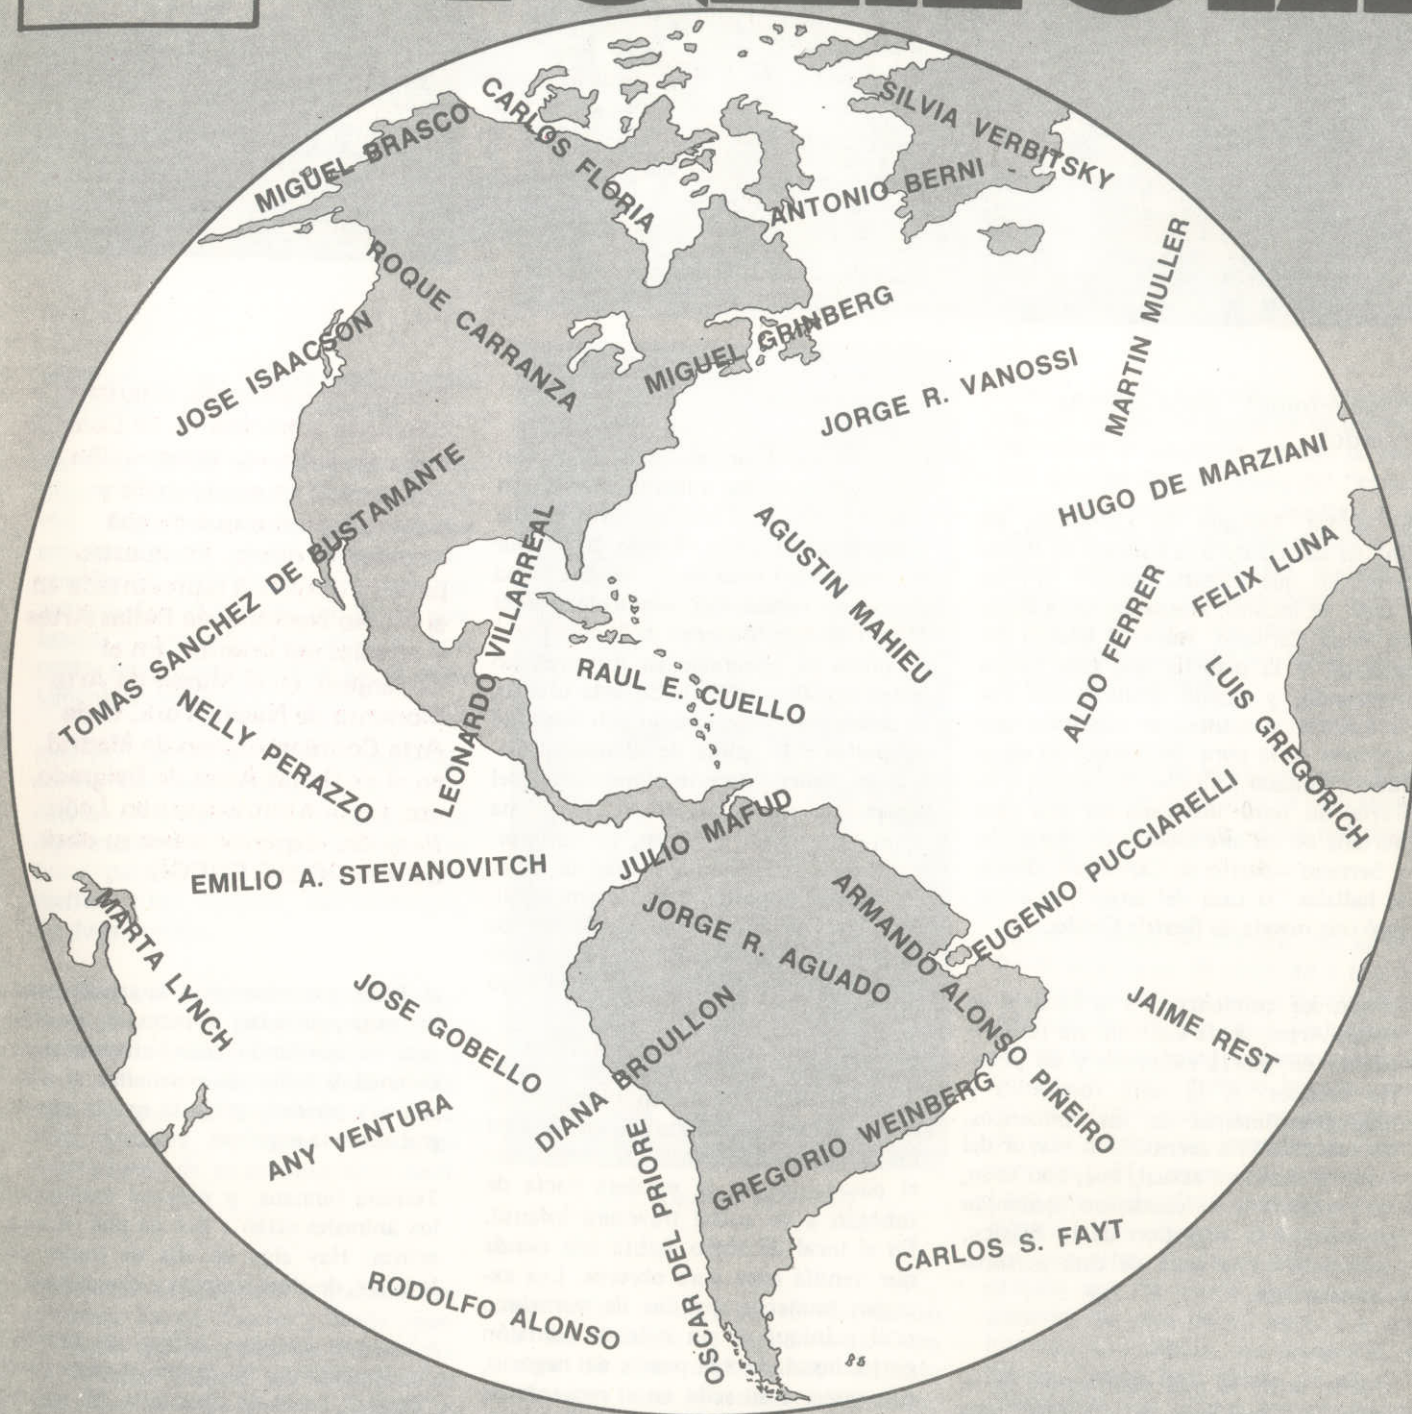 CARLOS FLORIA
SILVIA VERBITSKY
MIGUEL BRASCO
ANTONIO BERNI
ROQUE CARRANZA
MARTIN MULLER
JOSE ISAACSON
MIGUEL GRINBERG
JORGE R. VANOSSI
HUGO DE MARZIANI
TOMAS SANCHEZ DE BUSTAMANTE
AGUSTIN MAHIEU
FELIX LUNA
LEONARDO VILLARREAL
ALDO FERRER
RAUL E. CUELLO
LUIS GREGORICH
NELLY PERAZZO
JULIO MAFUD
EUGENIO PUCCIARELLI
EMILIO A. STEVANOVITCH
ARMANDO ALONSO PIÑEIRO
JORGE R. AGUADO
MARTA LYNCH
JOSE GOBELLO
DIANA BROULLON
JAIME REST
ANY VENTURA
GREGORIO WEINBERG
OSCAR DEL PRIORE
CARLOS S. FAYT
RODOLFO ALONSO